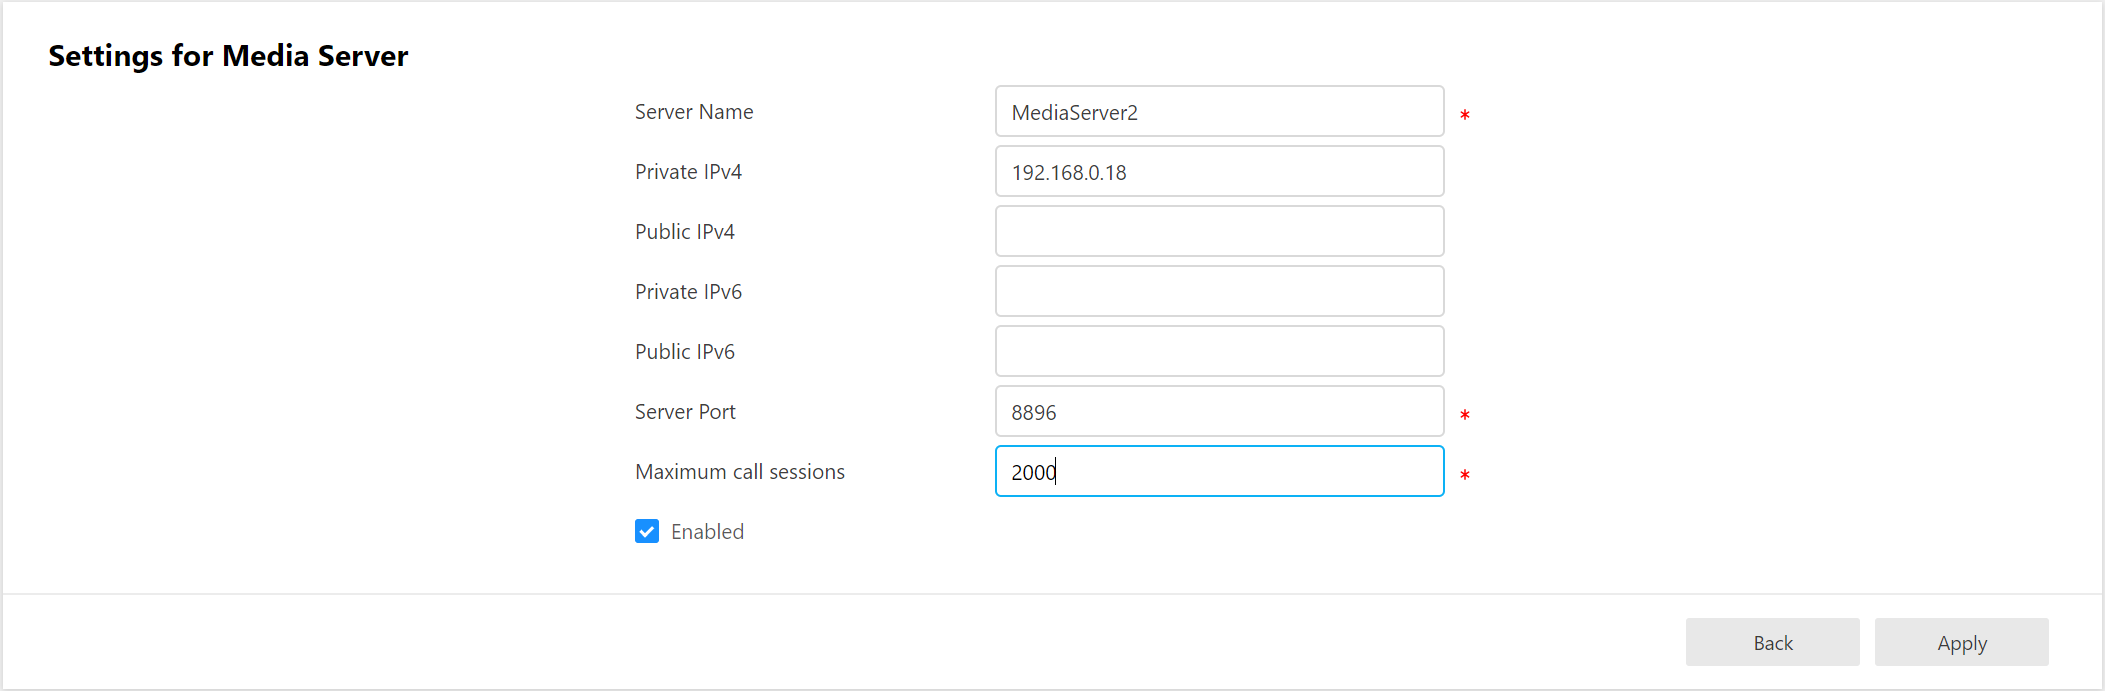 Settings for Media Server
Server Name MediaServer2 *
Private IPv4 192.168.0.18
Public IPv4
Private IPv6
Public IPv6
Server Port 8896 *
Maximum call sessions 2000 *
Enabled
Back Apply